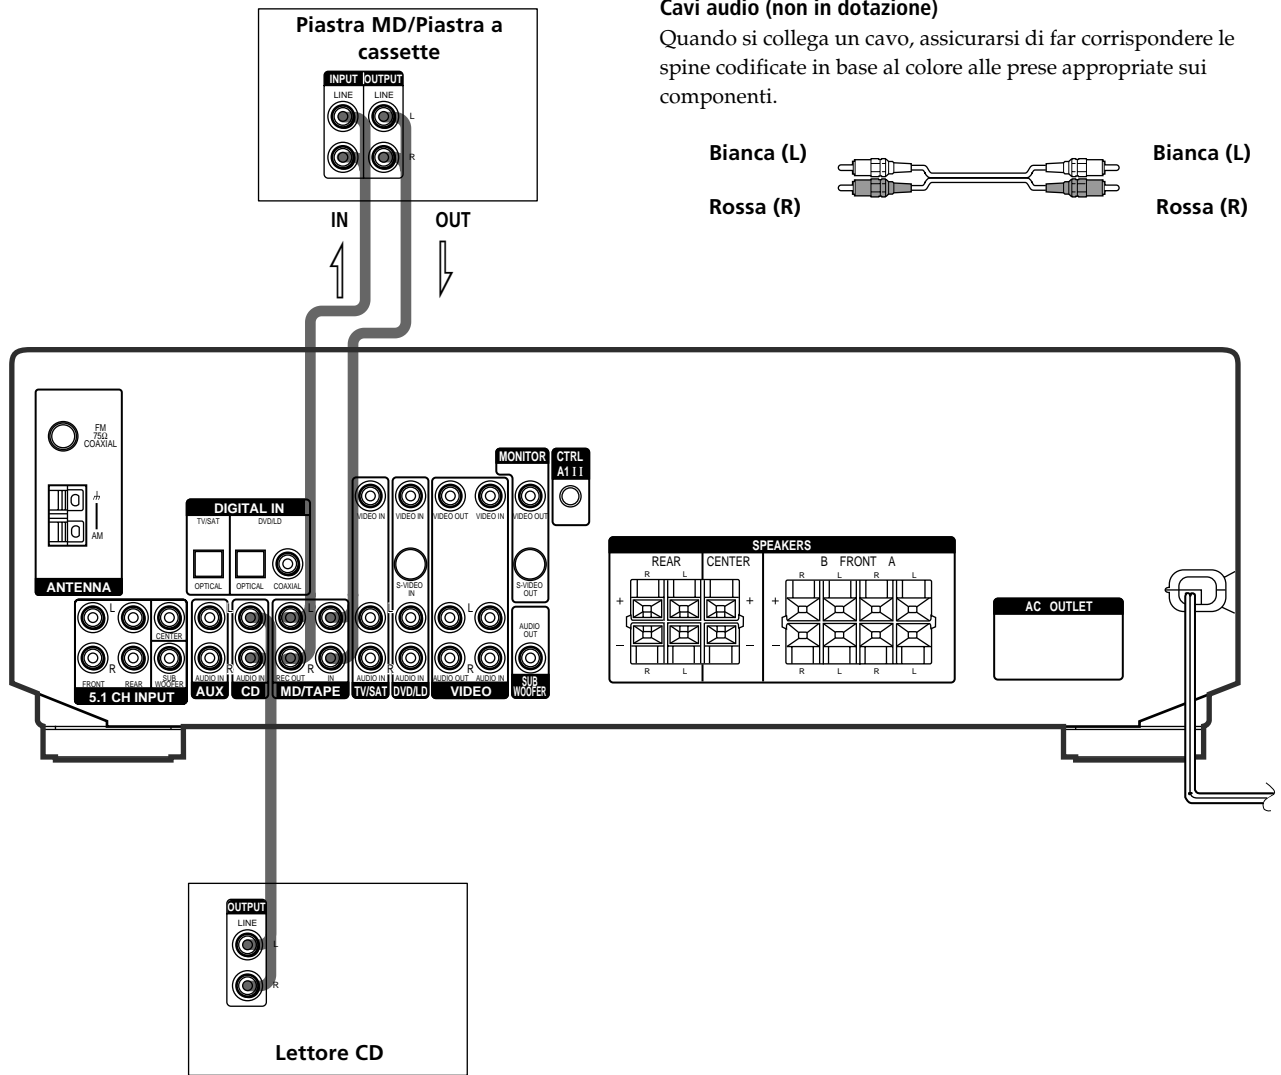 Cavi audio (non in dotazione)
Quando si collega un cavo, assicurarsi di far corrispondere le
spine codificate in base al colore alle prese appropriate sui
componenti.
Bianca (L)
Bianca (L)
Rossa (R)
Rossa (R)
Piastra MD/Piastra a
cassette
INPUT OUTPUT
LINE LINE
L
R
IN OUT
FM
75Ω
COAXIAL
AM
ANTENNA
DIGITAL IN
TV/SAT DVD/LD
OPTICAL OPTICAL COAXIAL
MONITOR
CTRL
A1 II
VIDEO IN VIDEO IN VIDEO OUT VIDEO IN VIDEO OUT
S-VIDEO
IN
S-VIDEO
OUT
L L L L L
CENTER
AUDIO
OUT
R R R R
FRONT REAR SUB
WOOFER
AUDIO IN AUDIO IN REC OUT IN AUDIO IN AUDIO IN AUDIO OUT AUDIO IN
5.1 CH INPUT AUX CD MD/TAPE TV/SAT DVD/LD VIDEO
SUB
WOOFER
SPEAKERS
REAR CENTER B FRONT A
R L R L R L
+ + +
– – –
R L R L R L
AC OUTLET
OUTPUT
LINE
L
R
Lettore CD